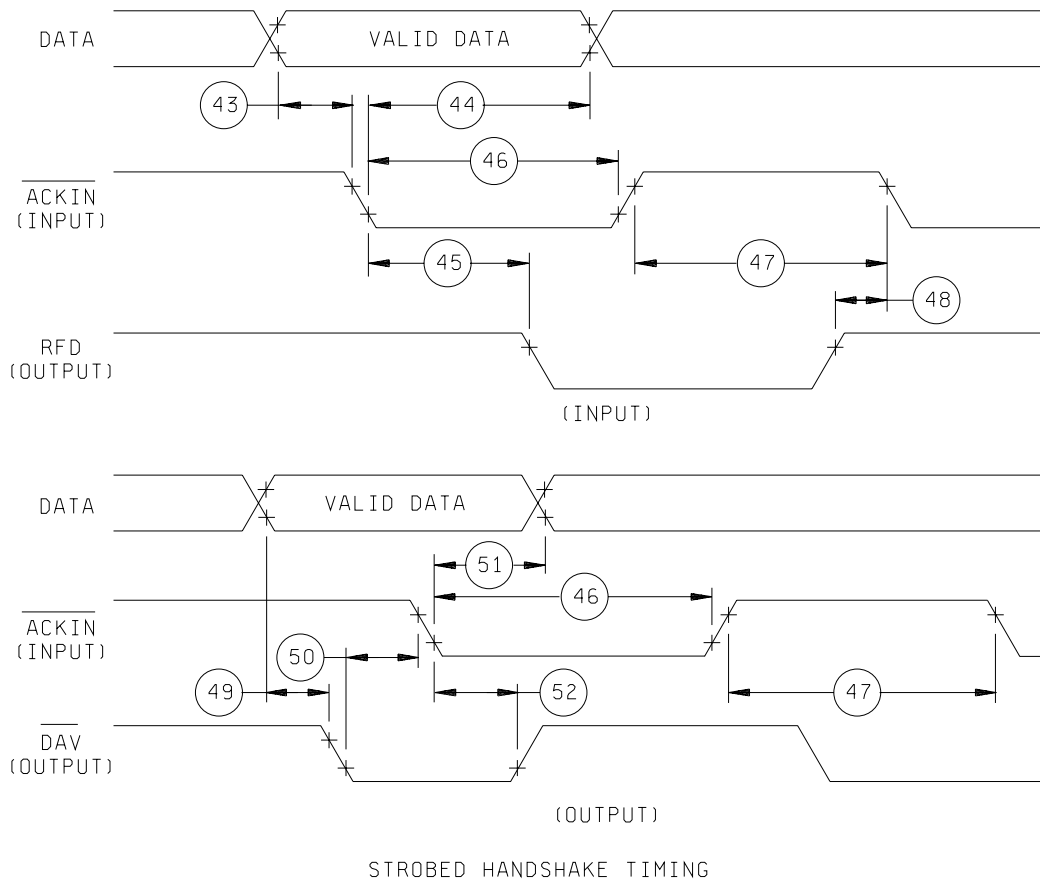 DATA
VALID DATA
43
44
46
ACKIN
(INPUT)
45
47
48
RFD
(OUTPUT)
(INPUT)
DATA
VALID DATA
51
46
ACKIN
(INPUT)
50
49
52
47
DAV
(OUTPUT)
(OUTPUT)
STROBED HANDSHAKE TIMING